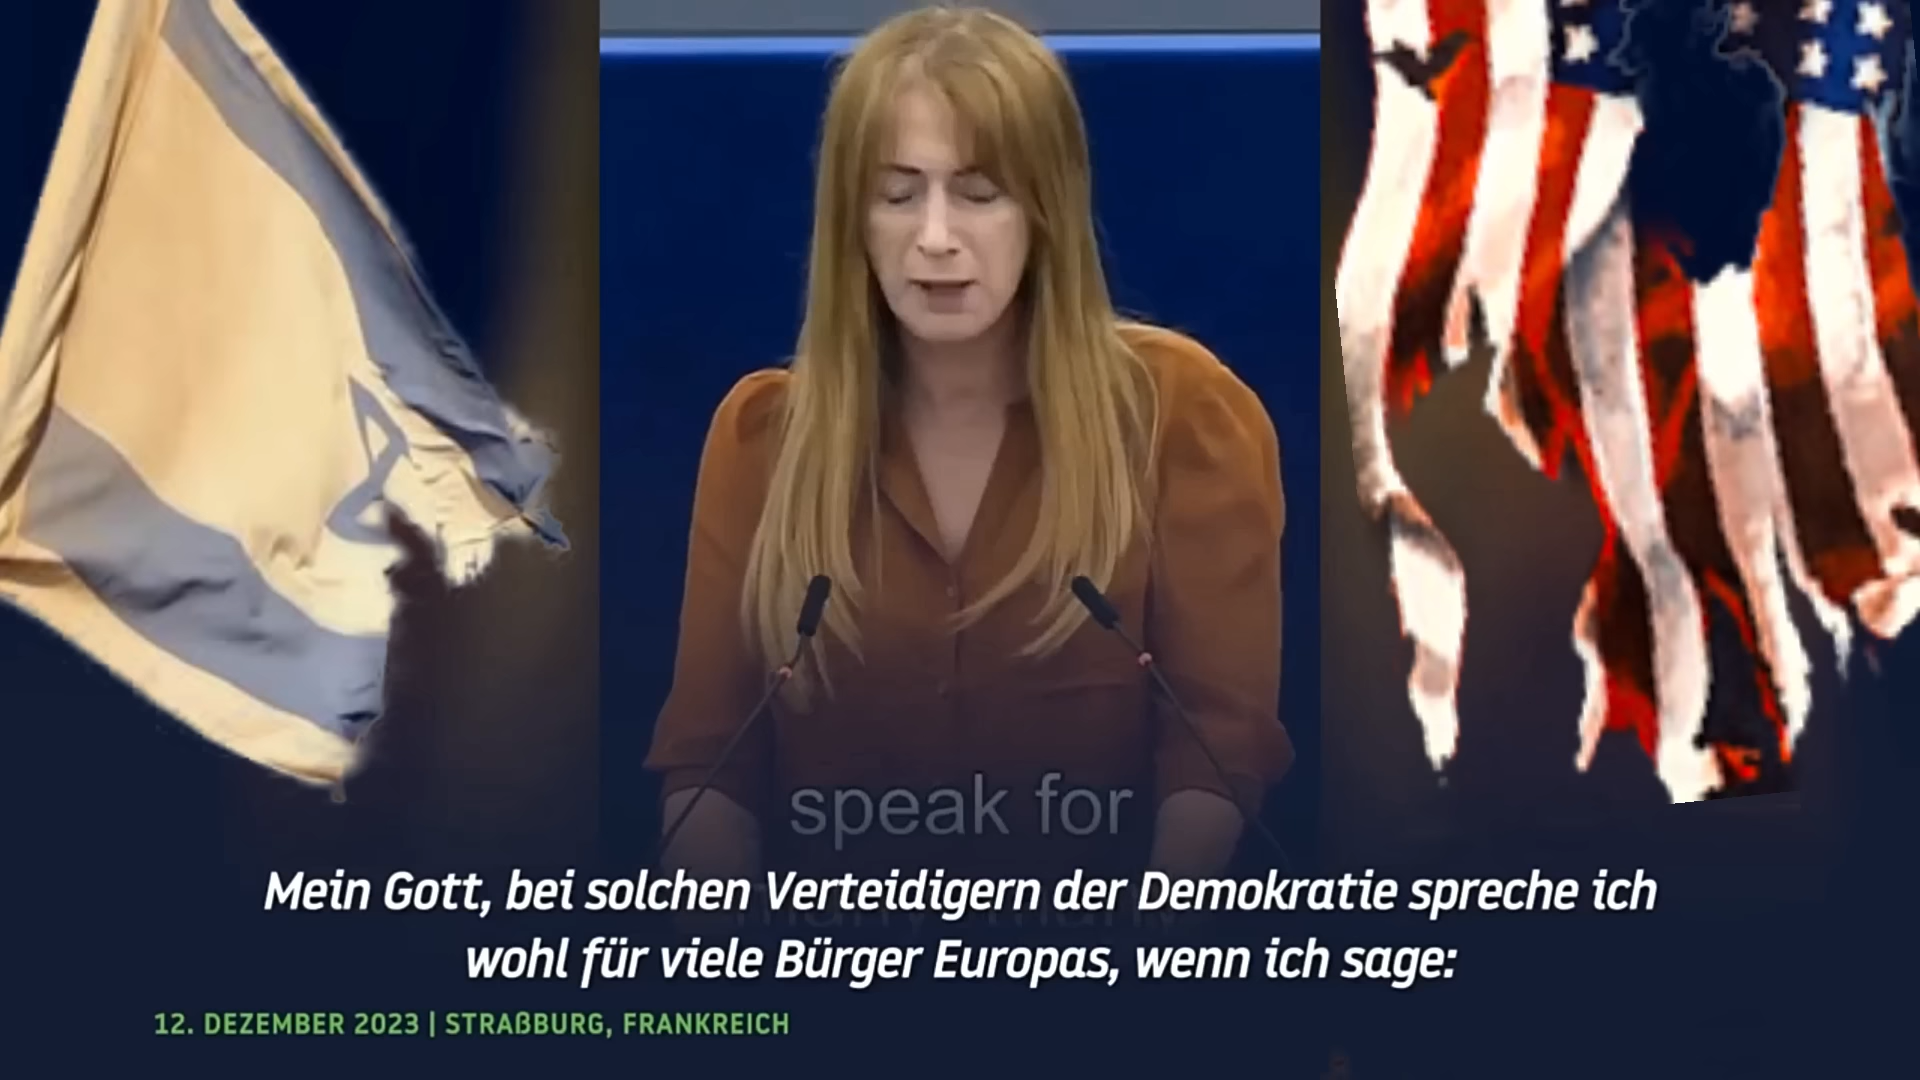 speak for
Mein Gott, bei solchen Verteidigern der Demokratie spreche ich
wohl für viele Bürger Europas, wenn ich sage:
12. DEZEMBER 2023 | STRAßBURG, FRANKREICH